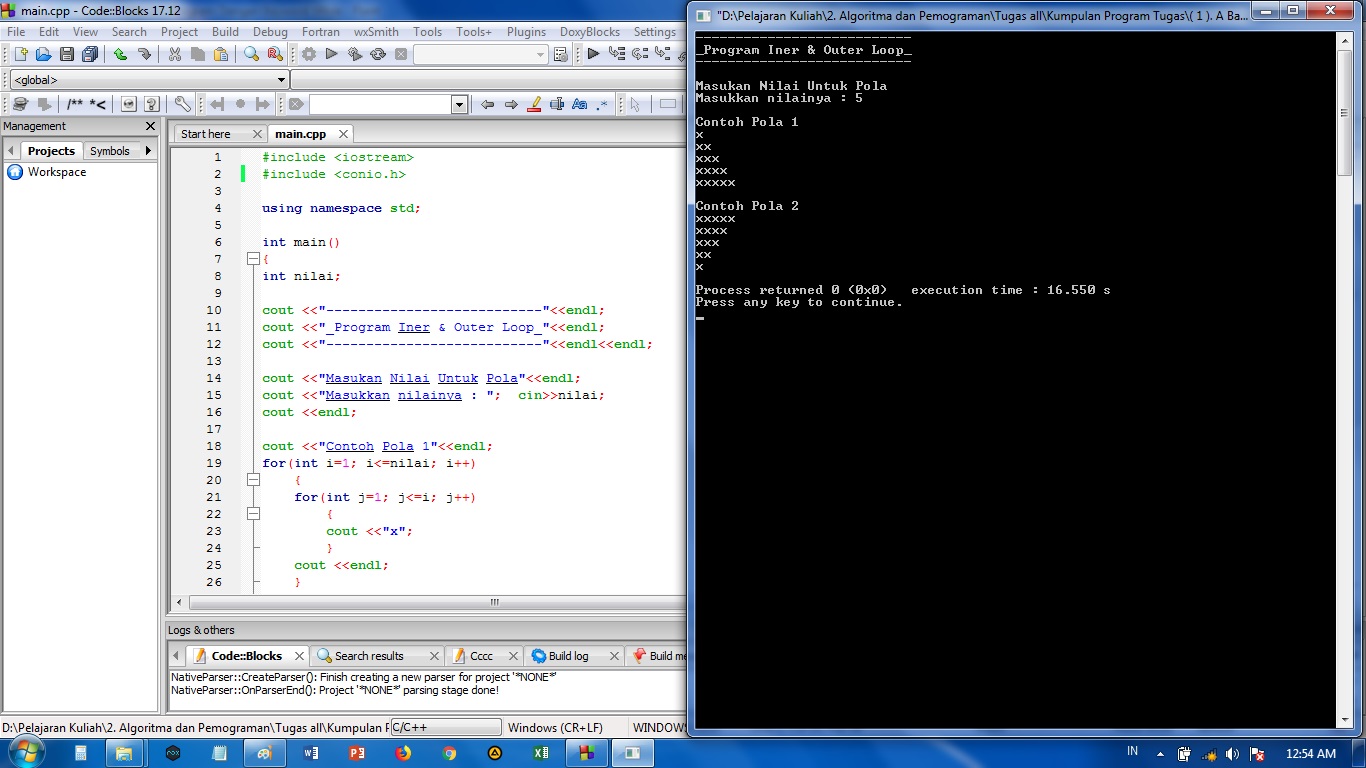 main.cpp - Code::Blocks 17.12
File Edit View Search Project Build Debug Fortran wxSmith Tools Tools+ Plugins DoxyBlocks Settings
<global>
/** *<
Aa .*
Management
Projects Symbols
Workspace
Start here main.cpp
1 #include <iostream>
2 #include <conio.h>
3
4 using namespace std;
5
6 int main()
7 {
8 int nilai;
9
10 cout <<"---------------------------"<<endl;
11 cout <<"_Program Iner & Outer Loop_"<<endl;
12 cout <<"---------------------------"<<endl<<endl;
13
14 cout <<"Masukan Nilai Untuk Pola"<<endl;
15 cout <<"Masukkan nilainya : "; cin>>nilai;
16 cout <<endl;
17
18 cout <<"Contoh Pola 1"<<endl;
19 for(int i=1; i<=nilai; i++)
20 {
21 for(int j=1; j<=i; j++)
22 {
23 cout <<"x";
24 }
25 cout <<endl;
26 }
Logs & others
Code::Blocks Search results Cccc Build log Build me
NativeParser::CreateParser(): Finish creating a new parser for project '*NONE*'
NativeParser::OnParserEnd(): Project '*NONE*' parsing stage done!
D:\Pelajaran Kuliah\2. Algoritma dan Pemograman\Tugas all\Kumpulan P C/C++ Windows (CR+LF) WINDOWS
"D:\Pelajaran Kuliah\2. Algoritma dan Pemograman\Tugas all\Kumpulan Program Tugas\( 1 ). A Ba...
---------------------------
_Program Iner & Outer Loop_
---------------------------
Masukan Nilai Untuk Pola
Masukkan nilainya : 5
Contoh Pola 1
x
xx
xxx
xxxx
xxxxx
Contoh Pola 2
xxxxx
xxxx
xxx
xx
x
Process returned 0 (0x0)   execution time : 16.550 s
Press any key to continue.
IN 12:54 AM